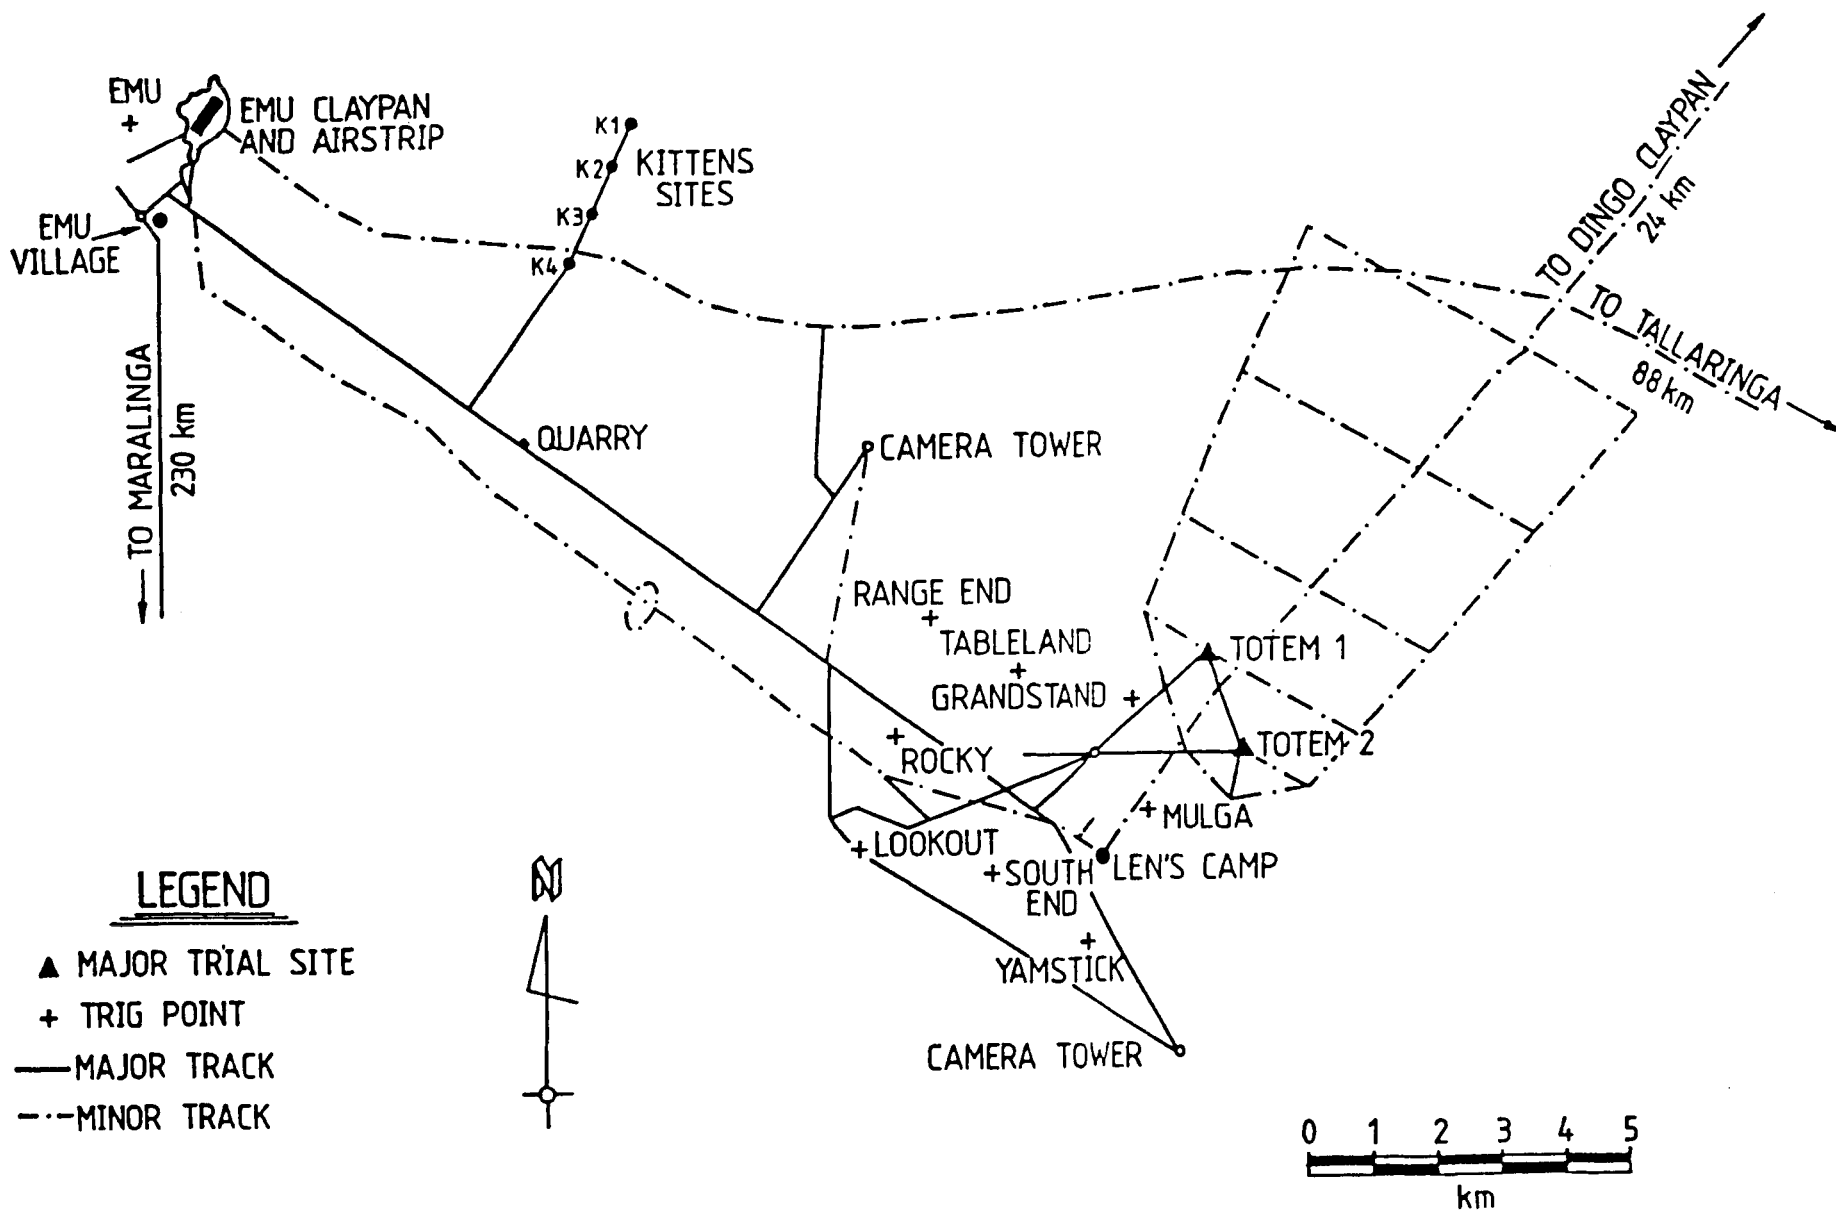 EMU
EMU CLAYPAN
AND AIRSTRIP
K1
K2
K3
K4
KITTENS
SITES
EMU
VILLAGE
TO MARALINGA
230 km
QUARRY
CAMERA TOWER
TO DINGO CLAYPAN
24 km
TO TALLARINGA
88 km
RANGE END
TABLELAND
GRANDSTAND
TOTEM 1
ROCKY
TOTEM 2
MULGA
LOOKOUT
SOUTH
END
LEN'S CAMP
YAMSTICK
CAMERA TOWER
LEGEND
MAJOR TRIAL SITE
TRIG POINT
MAJOR TRACK
MINOR TRACK
N
0 1 2 3 4 5
km